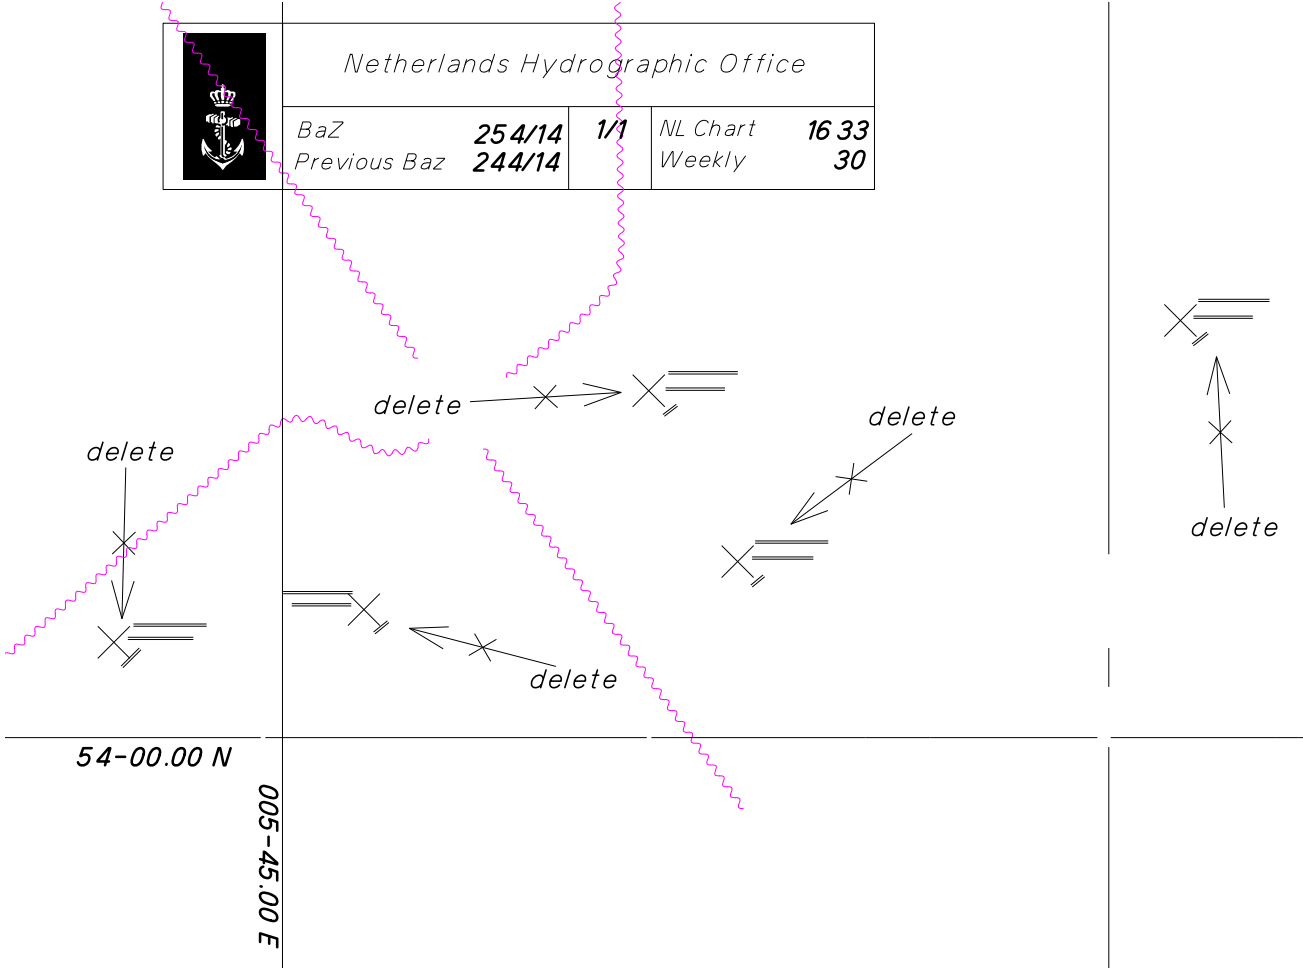 Netherlands Hydrographic Office
BaZ 254/14 1/1 NL Chart 1633
Previous Baz 244/14 Weekly 30
delete
delete
delete
delete
delete
54-00.00 N
005-45.00 E